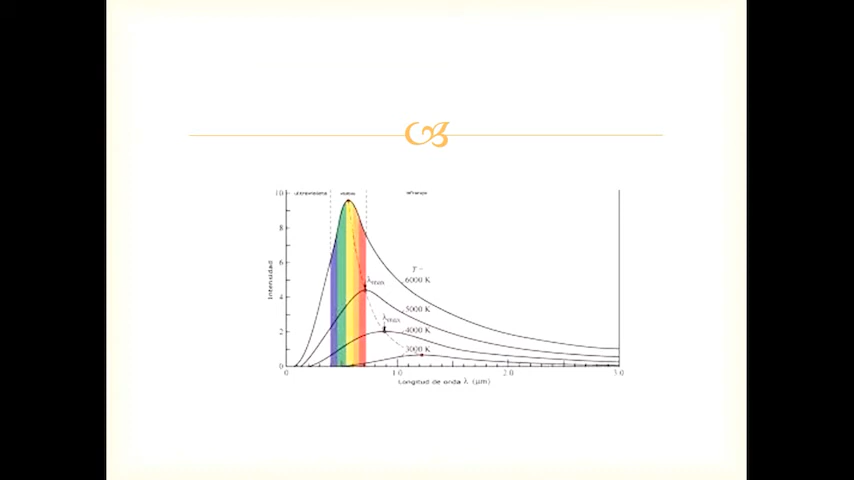 ultravioleta visible infrarrojo
10
8
6
4
2
0
Intensidad
T =
6000 K
5000 K
4000 K
3000 K
λmax
λmax
0 1.0 2.0 3.0
Longitud de onda λ (μm)